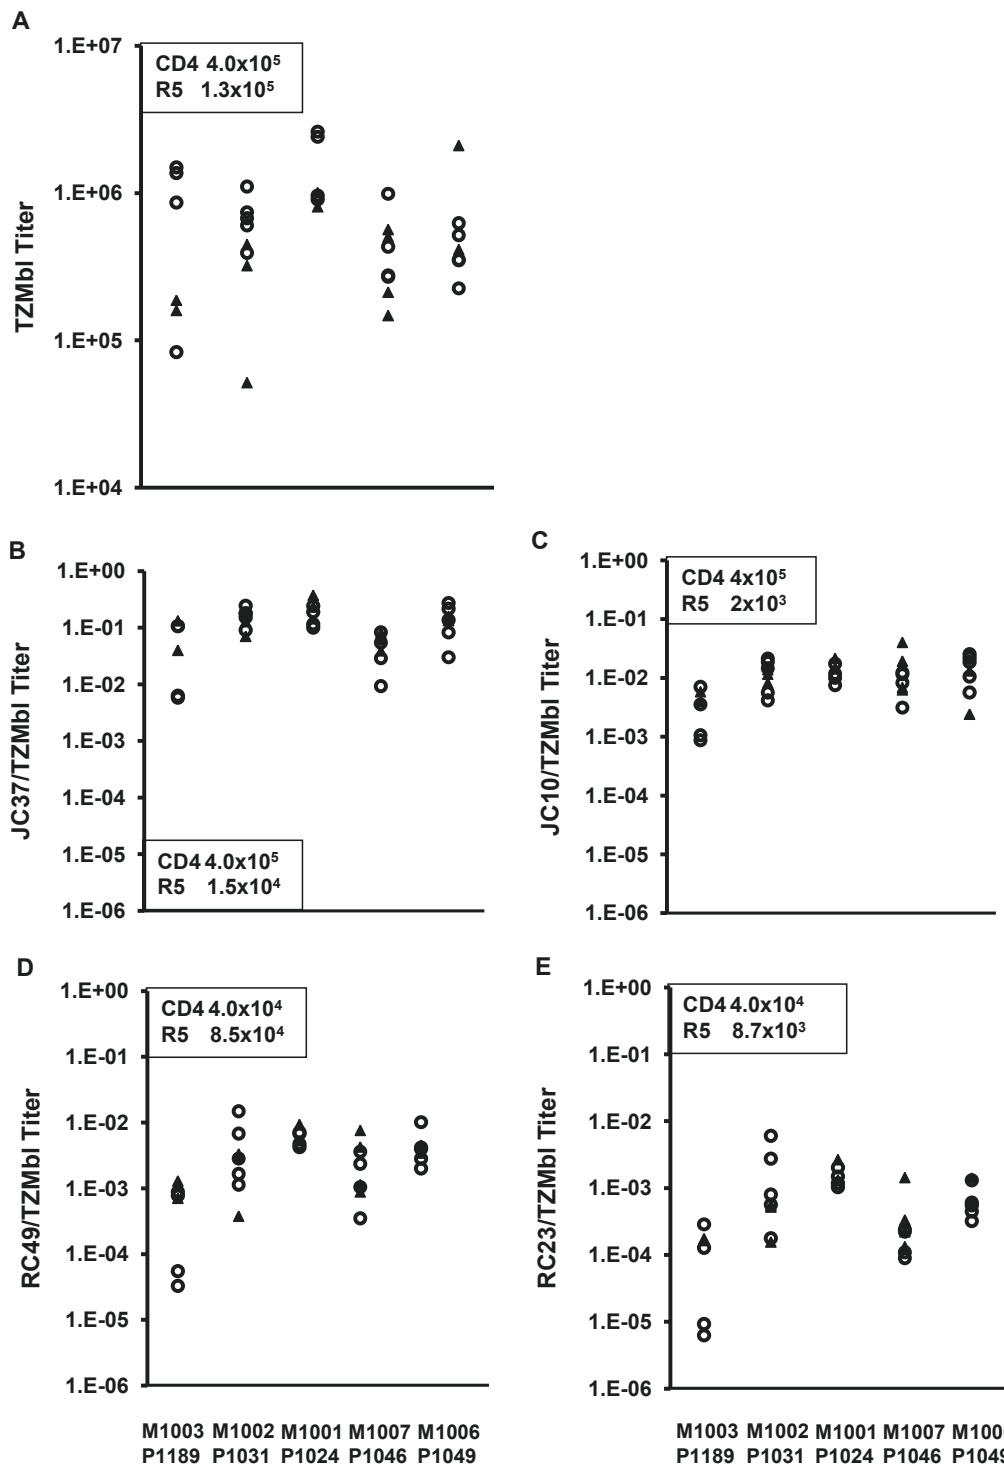 A
1.E+07
CD4 4.0x10⁵
R5 1.3x10⁵
1.E+06
TZMbl Titer
1.E+05
1.E+04
B
1.E+00
1.E-01
1.E-02
1.E-03
JC37/TZMbl Titer
1.E-04
1.E-05
CD4 4.0x10⁵
R5 1.5x10⁴
1.E-06
C
1.E+00
CD4 4x10⁵
R5 2x10³
1.E-01
1.E-02
1.E-03
JC10/TZMbl Titer
1.E-04
1.E-05
1.E-06
D
1.E+00
CD4 4.0x10⁴
R5 8.5x10⁴
1.E-01
1.E-02
1.E-03
RC49/TZMbl Titer
1.E-04
1.E-05
1.E-06
M1003 M1002 M1001 M1007 M1006
P1189 P1031 P1024 P1046 P1049
E
1.E+00
CD4 4.0x10⁴
R5 8.7x10³
1.E-01
1.E-02
1.E-03
RC23/TZMbl Titer
1.E-04
1.E-05
1.E-06
M1003 M1002 M1001 M1007 M100
P1189 P1031 P1024 P1046 P1049